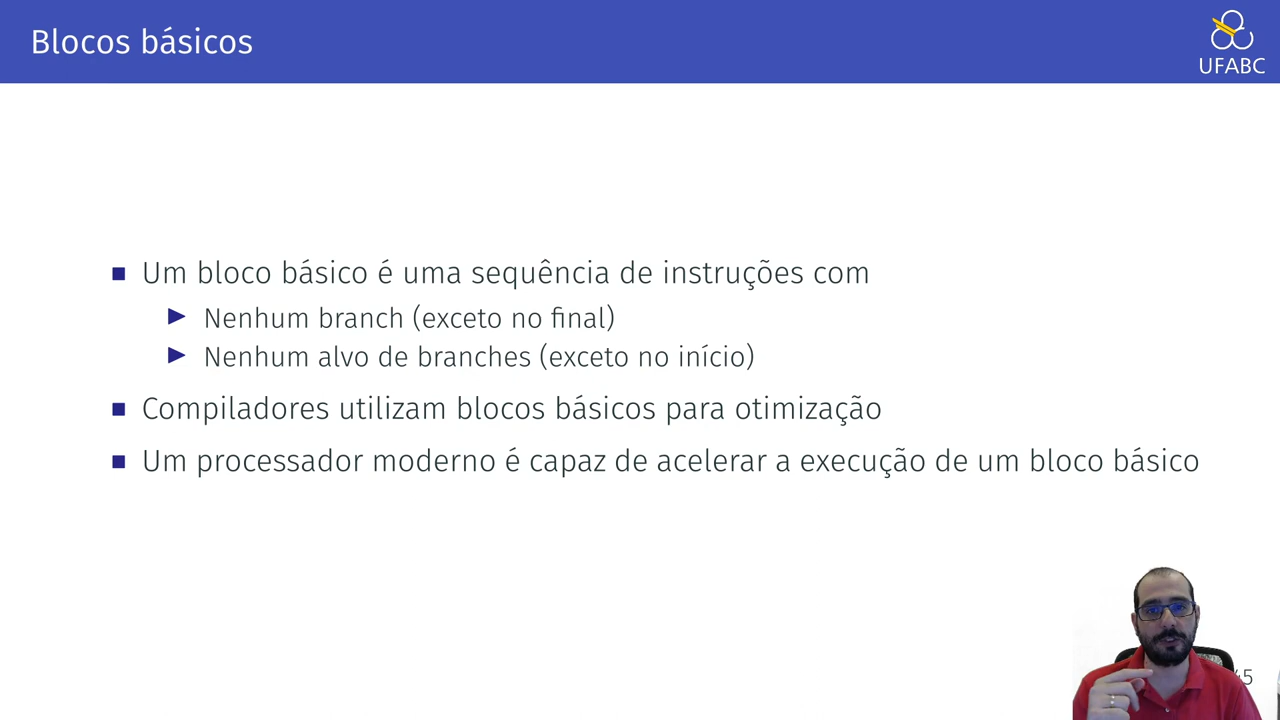 Blocos básicos
UFABC
Um bloco básico é uma sequência de instruções com
Nenhum branch (exceto no final)
Nenhum alvo de branches (exceto no início)
Compiladores utilizam blocos básicos para otimização
Um processador moderno é capaz de acelerar a execução de um bloco básico